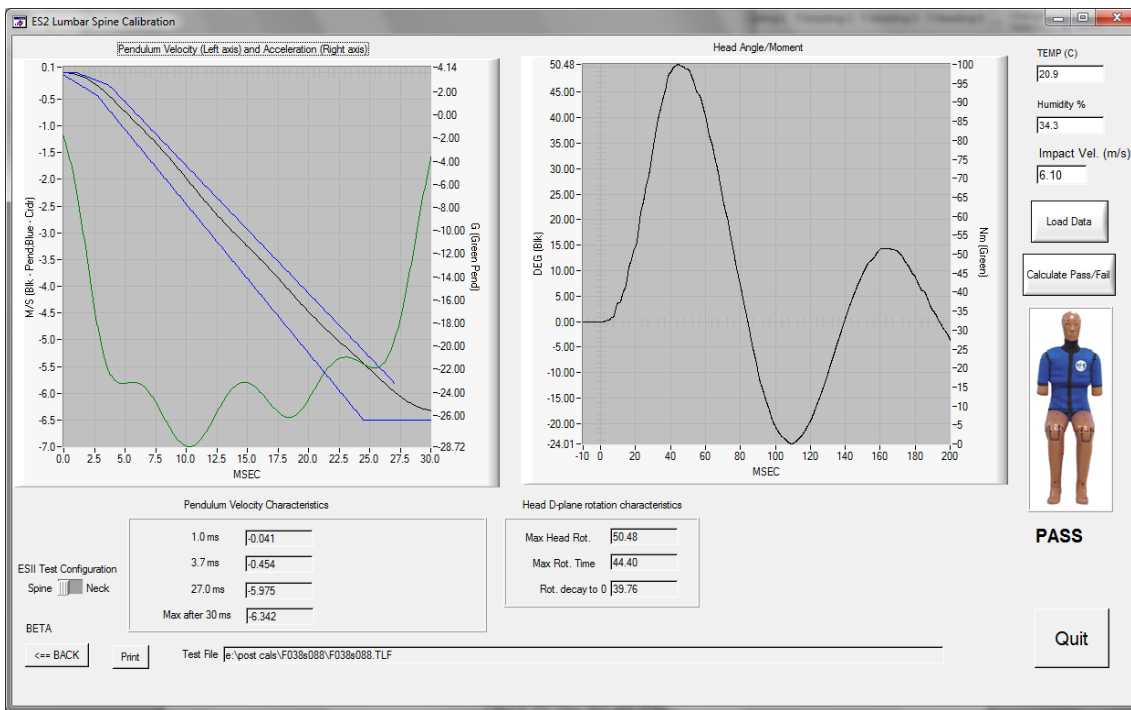 ES2 Lumbar Spine Calibration
Pendulum Velocity (Left axis) and Acceleration (Right axis)
M/S (Blk - Pend;Blue - Crdr)
0.1
-0.5
-1.0
-1.5
-2.0
-2.5
-3.0
-3.5
-4.0
-4.5
-5.0
-5.5
-6.0
-6.5
-7.0
0.0 2.5 5.0 7.5 10.0 12.5 15.0 17.5 20.0 22.5 25.0 27.5 30.0
MSEC
-4.14
-2.00
-0.00
-2.00
-4.00
-6.00
-8.00
-10.00
-12.00
-14.00
-16.00
-18.00
-20.00
-22.00
-24.00
-26.00
-28.72
G (Green Pend)
Head Angle/Moment
DEG (Blk)
50.48
45.00
40.00
35.00
30.00
25.00
20.00
15.00
10.00
5.00
0.00
-5.00
-10.00
-15.00
-20.00
-24.01
-10 0 20 40 60 80 100 120 140 160 180 200
MSEC
-100
-95
-90
-85
-80
-75
-70
-65
-60
-55
-50
-45
-40
-35
-30
-25
-20
-15
-10
-5
-0
Nm (Green)
TEMP (C)
20.9
Humidity %
34.3
Impact Vel. (m/s)
6.10
Load Data
Calculate Pass/Fail
PASS
Quit
Pendulum Velocity Characteristics
1.0 ms -0.041
3.7 ms -0.454
27.0 ms -5.975
Max after 30 ms -6.342
Head D-plane rotation characteristics
Max Head Rot. 50.48
Max Rot. Time 44.40
Rot. decay to 0 39.76
ESII Test Configuration
Spine Neck
BETA
<== BACK
Print
Test File e:\post cals\F038s088\F038s088.TLF